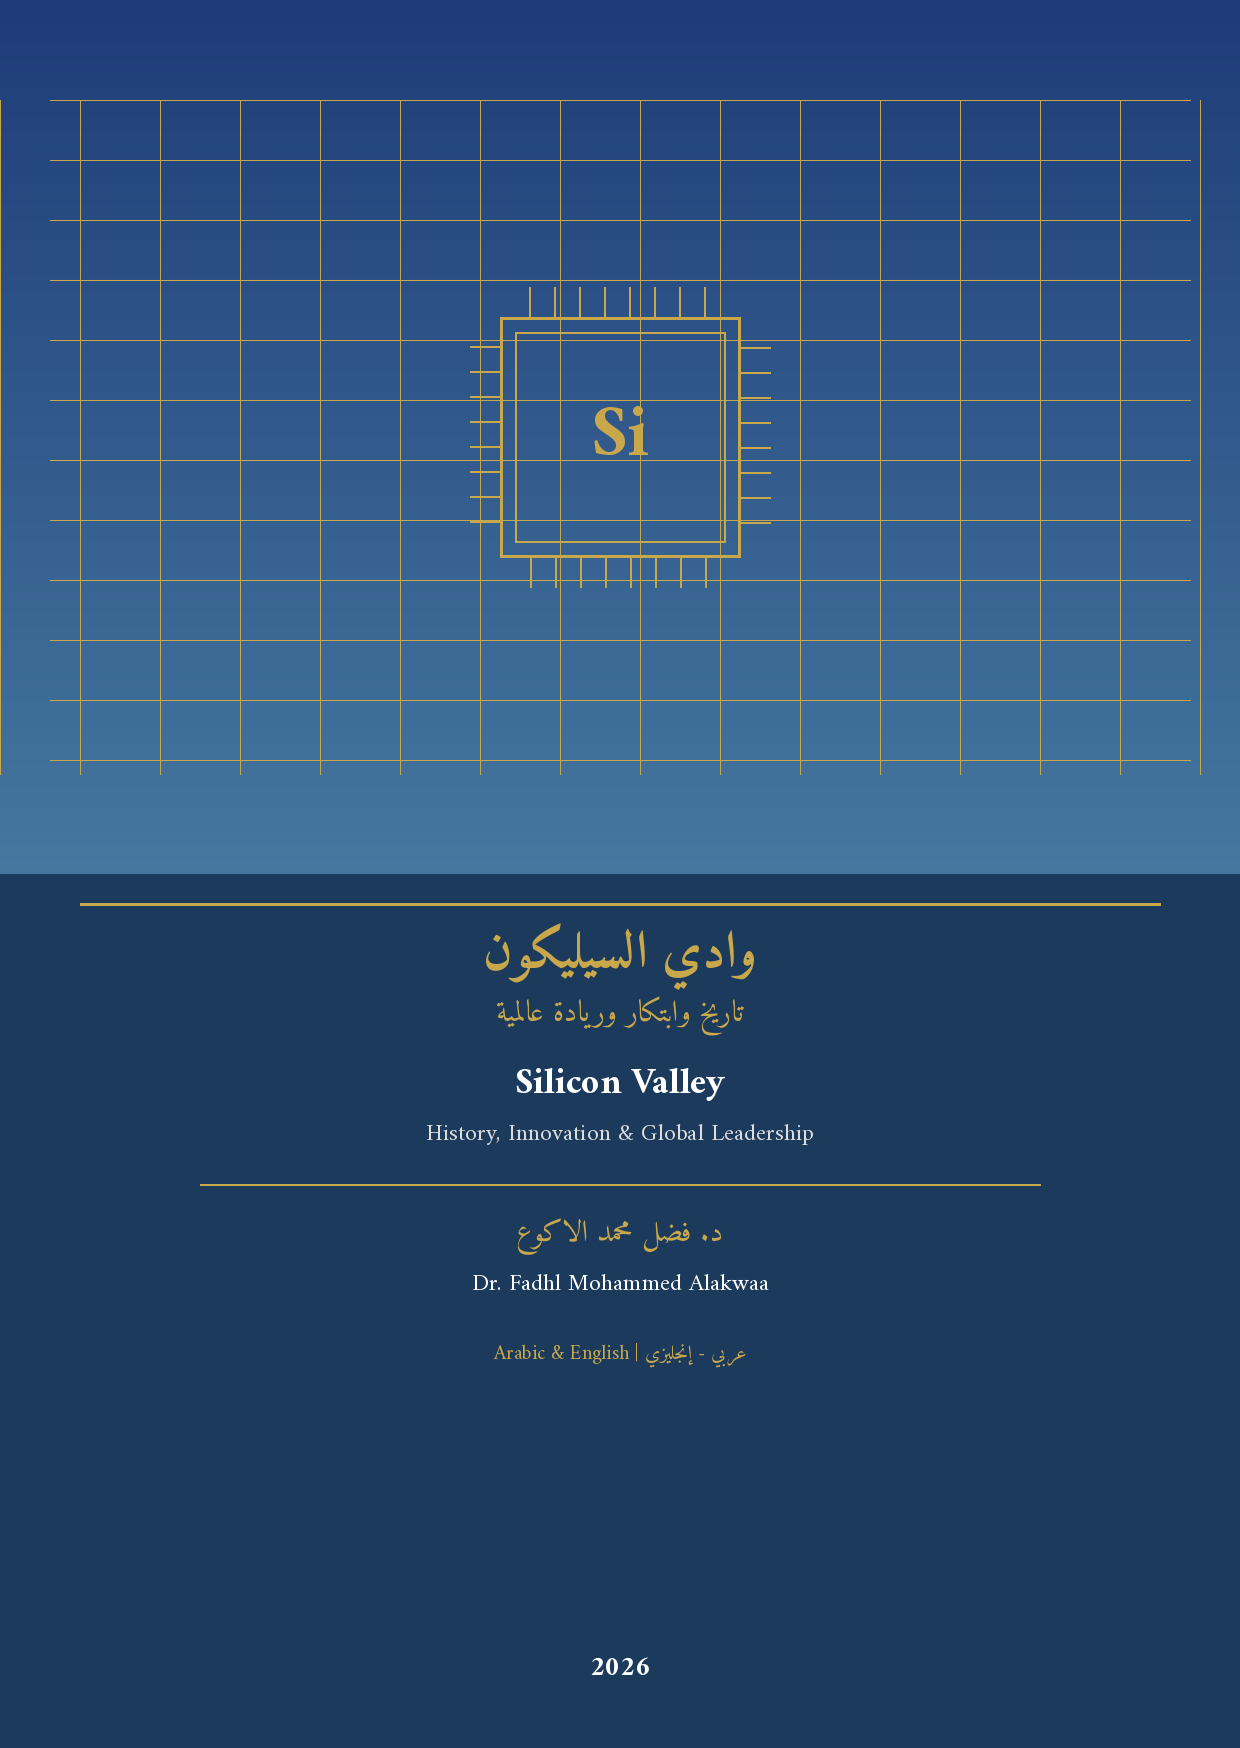 Si
وادي السيليكون
تاريخ وابتكار وريادة عالمية
Silicon Valley
History, Innovation & Global Leadership
د. فضل محمد الاكوع
Dr. Fadhl Mohammed Alakwaa
Arabic & English | عربي - إنجليزي
2026